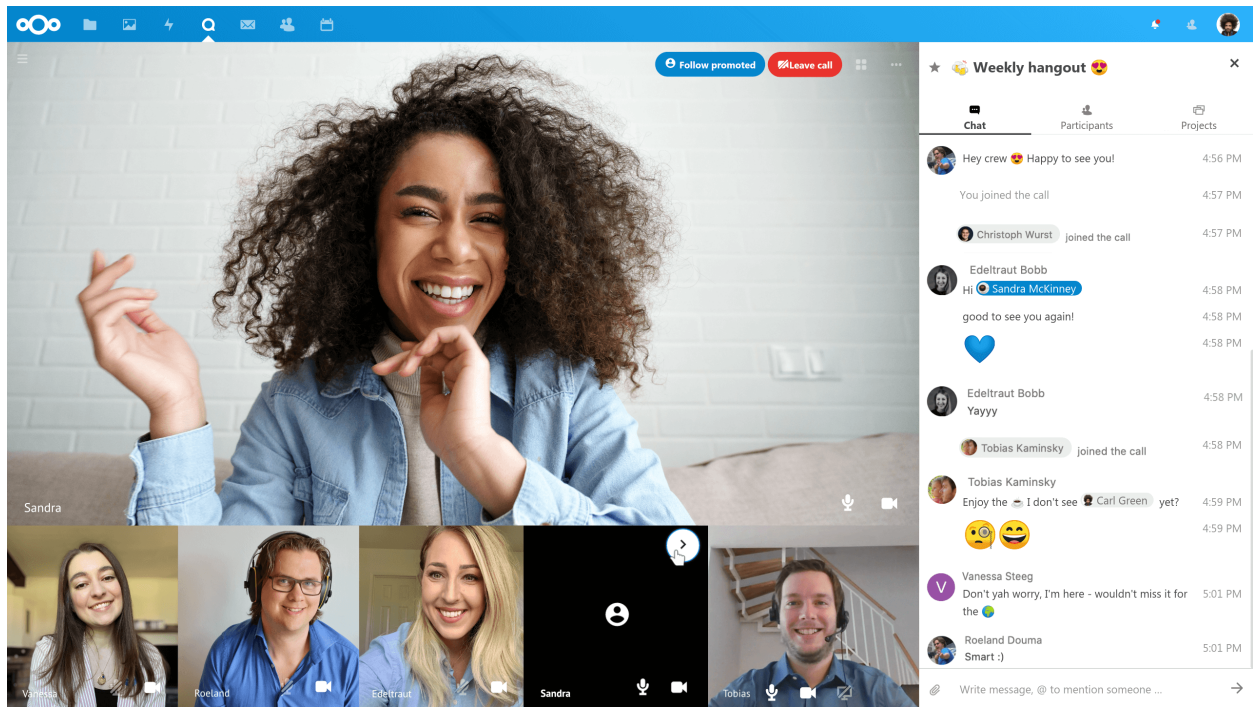 Follow promoted
Leave call
Sandra
Vanessa
Roeland
Edeltraut
Sandra
Tobias
Weekly hangout
Chat
Participants
Projects
Hey crew 😍 Happy to see you! 4:56 PM
You joined the call 4:57 PM
Christoph Wurst joined the call 4:57 PM
Edeltraut Bobb
Hi Sandra McKinney 4:58 PM
good to see you again! 4:58 PM
💙 4:58 PM
Edeltraut Bobb
Yayyy 4:58 PM
Tobias Kaminsky joined the call 4:58 PM
Tobias Kaminsky
Enjoy the ☕ I don't see Carl Green yet? 4:59 PM
🧐😄 4:59 PM
V
Vanessa Steeg
Don't yah worry, I'm here - wouldn't miss it for 5:01 PM
the 🌍
Roeland Douma
Smart :) 5:01 PM
Write message, @ to mention someone ...